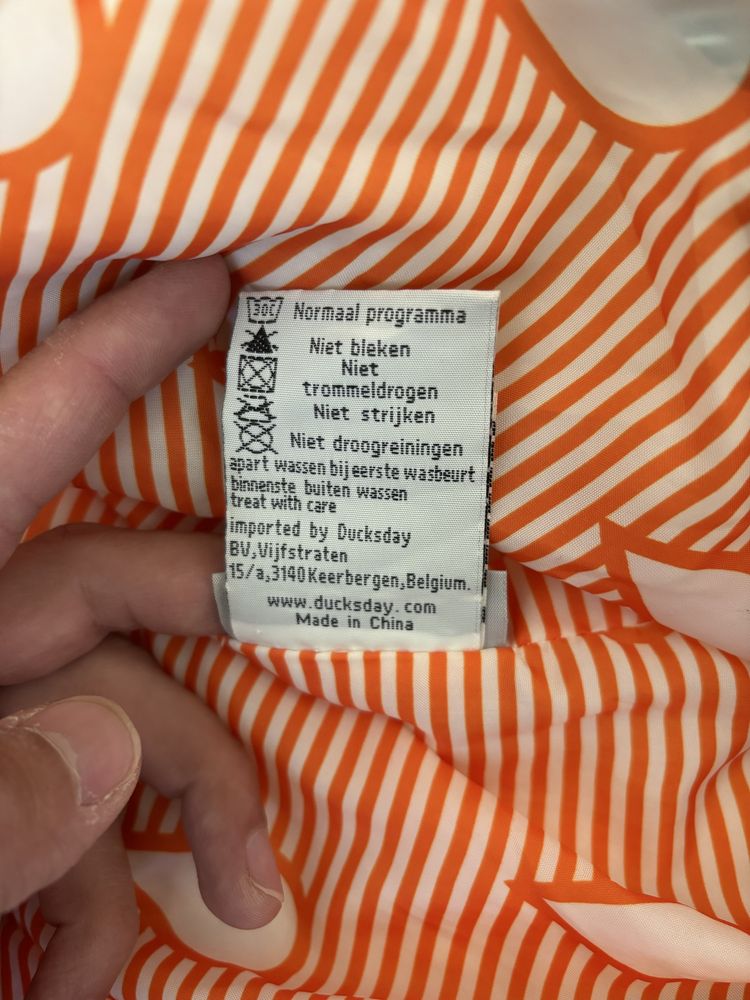 30C Normaal programma
Niet bleken
Niet
trommeldrogen
Niet strijken
Niet droogreiningen
apart wassen bij eerste wasbeurt
binnenste buiten wassen
treat with care
imported by Ducksday
BV,Vijfstraten
15/a,3140 Keerbergen,Belgium.
www.ducksday.com
Made in China